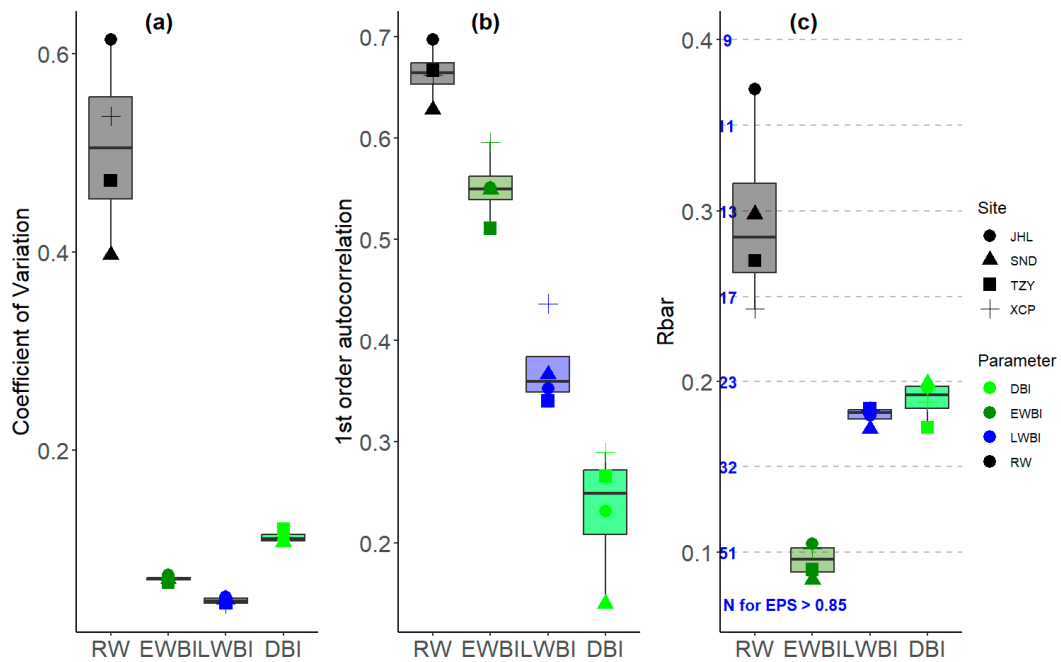 (a)
Coefficient of Variation
0.6
0.4
0.2
RW EWBI LWBI DBI
(b)
1st order autocorrelation
0.7
0.6
0.5
0.4
0.3
0.2
RW EWBI LWBI DBI
(c)
Rbar
0.4
0.3
0.2
0.1
9
11
13
17
23
32
51
N for EPS > 0.85
RW EWBI LWBI DBI
Site
JHL
SND
TZY
XCP
Parameter
DBI
EWBI
LWBI
RW